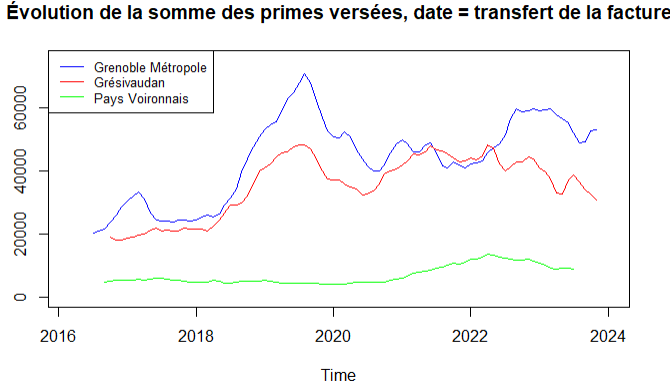 Évolution de la somme des primes versées, date = transfert de la facture
Grenoble Métropole
Grésivaudan
Pays Voironnais
60000
40000
20000
0
2016 2018 2020 2022 2024
Time